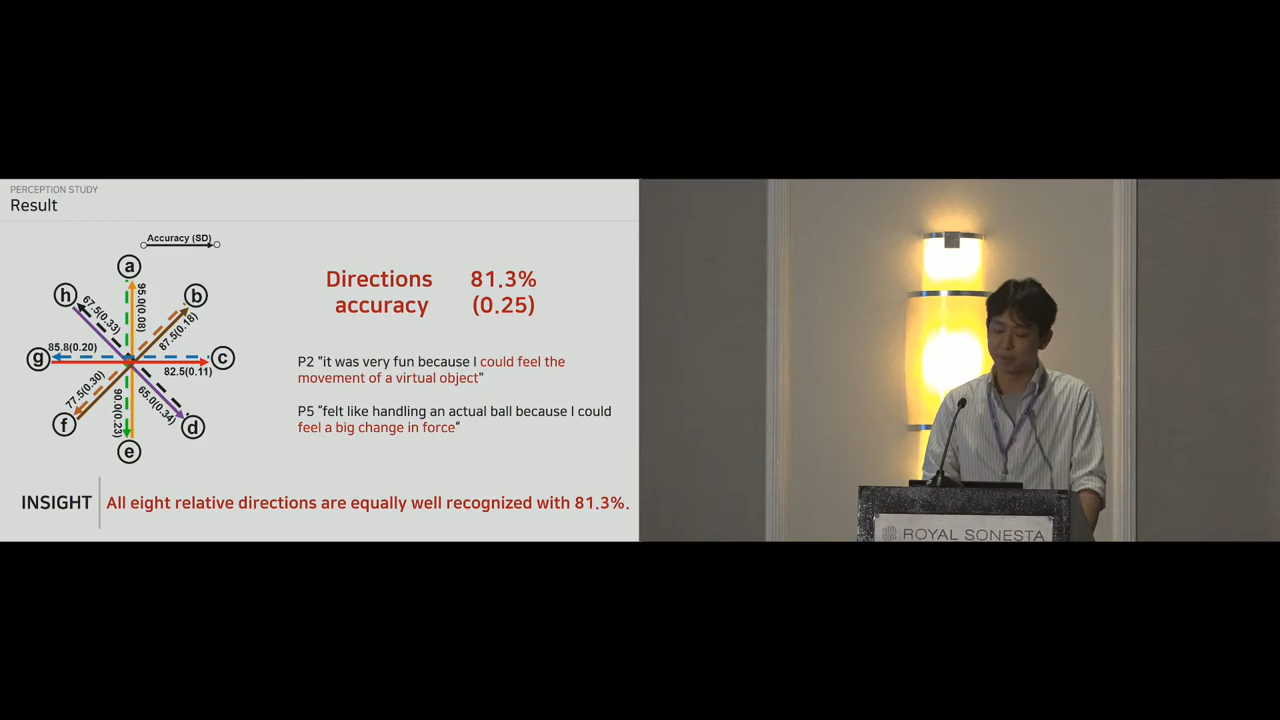 PERCEPTION STUDY
Result
Accuracy (SD)
a
h
b
67.5(0.33)
95.0(0.08)
87.5(0.18)
85.8(0.20)
g
c
82.5(0.11)
77.5(0.30)
90.0(0.23)
65.0(0.34)
f
d
e
Directions accuracy
81.3%
(0.25)
P2 "it was very fun because I could feel the
movement of a virtual object"
P5 "felt like handling an actual ball because I could
feel a big change in force"
INSIGHT
All eight relative directions are equally well recognized with 81.3%.
ROYAL SONESTA